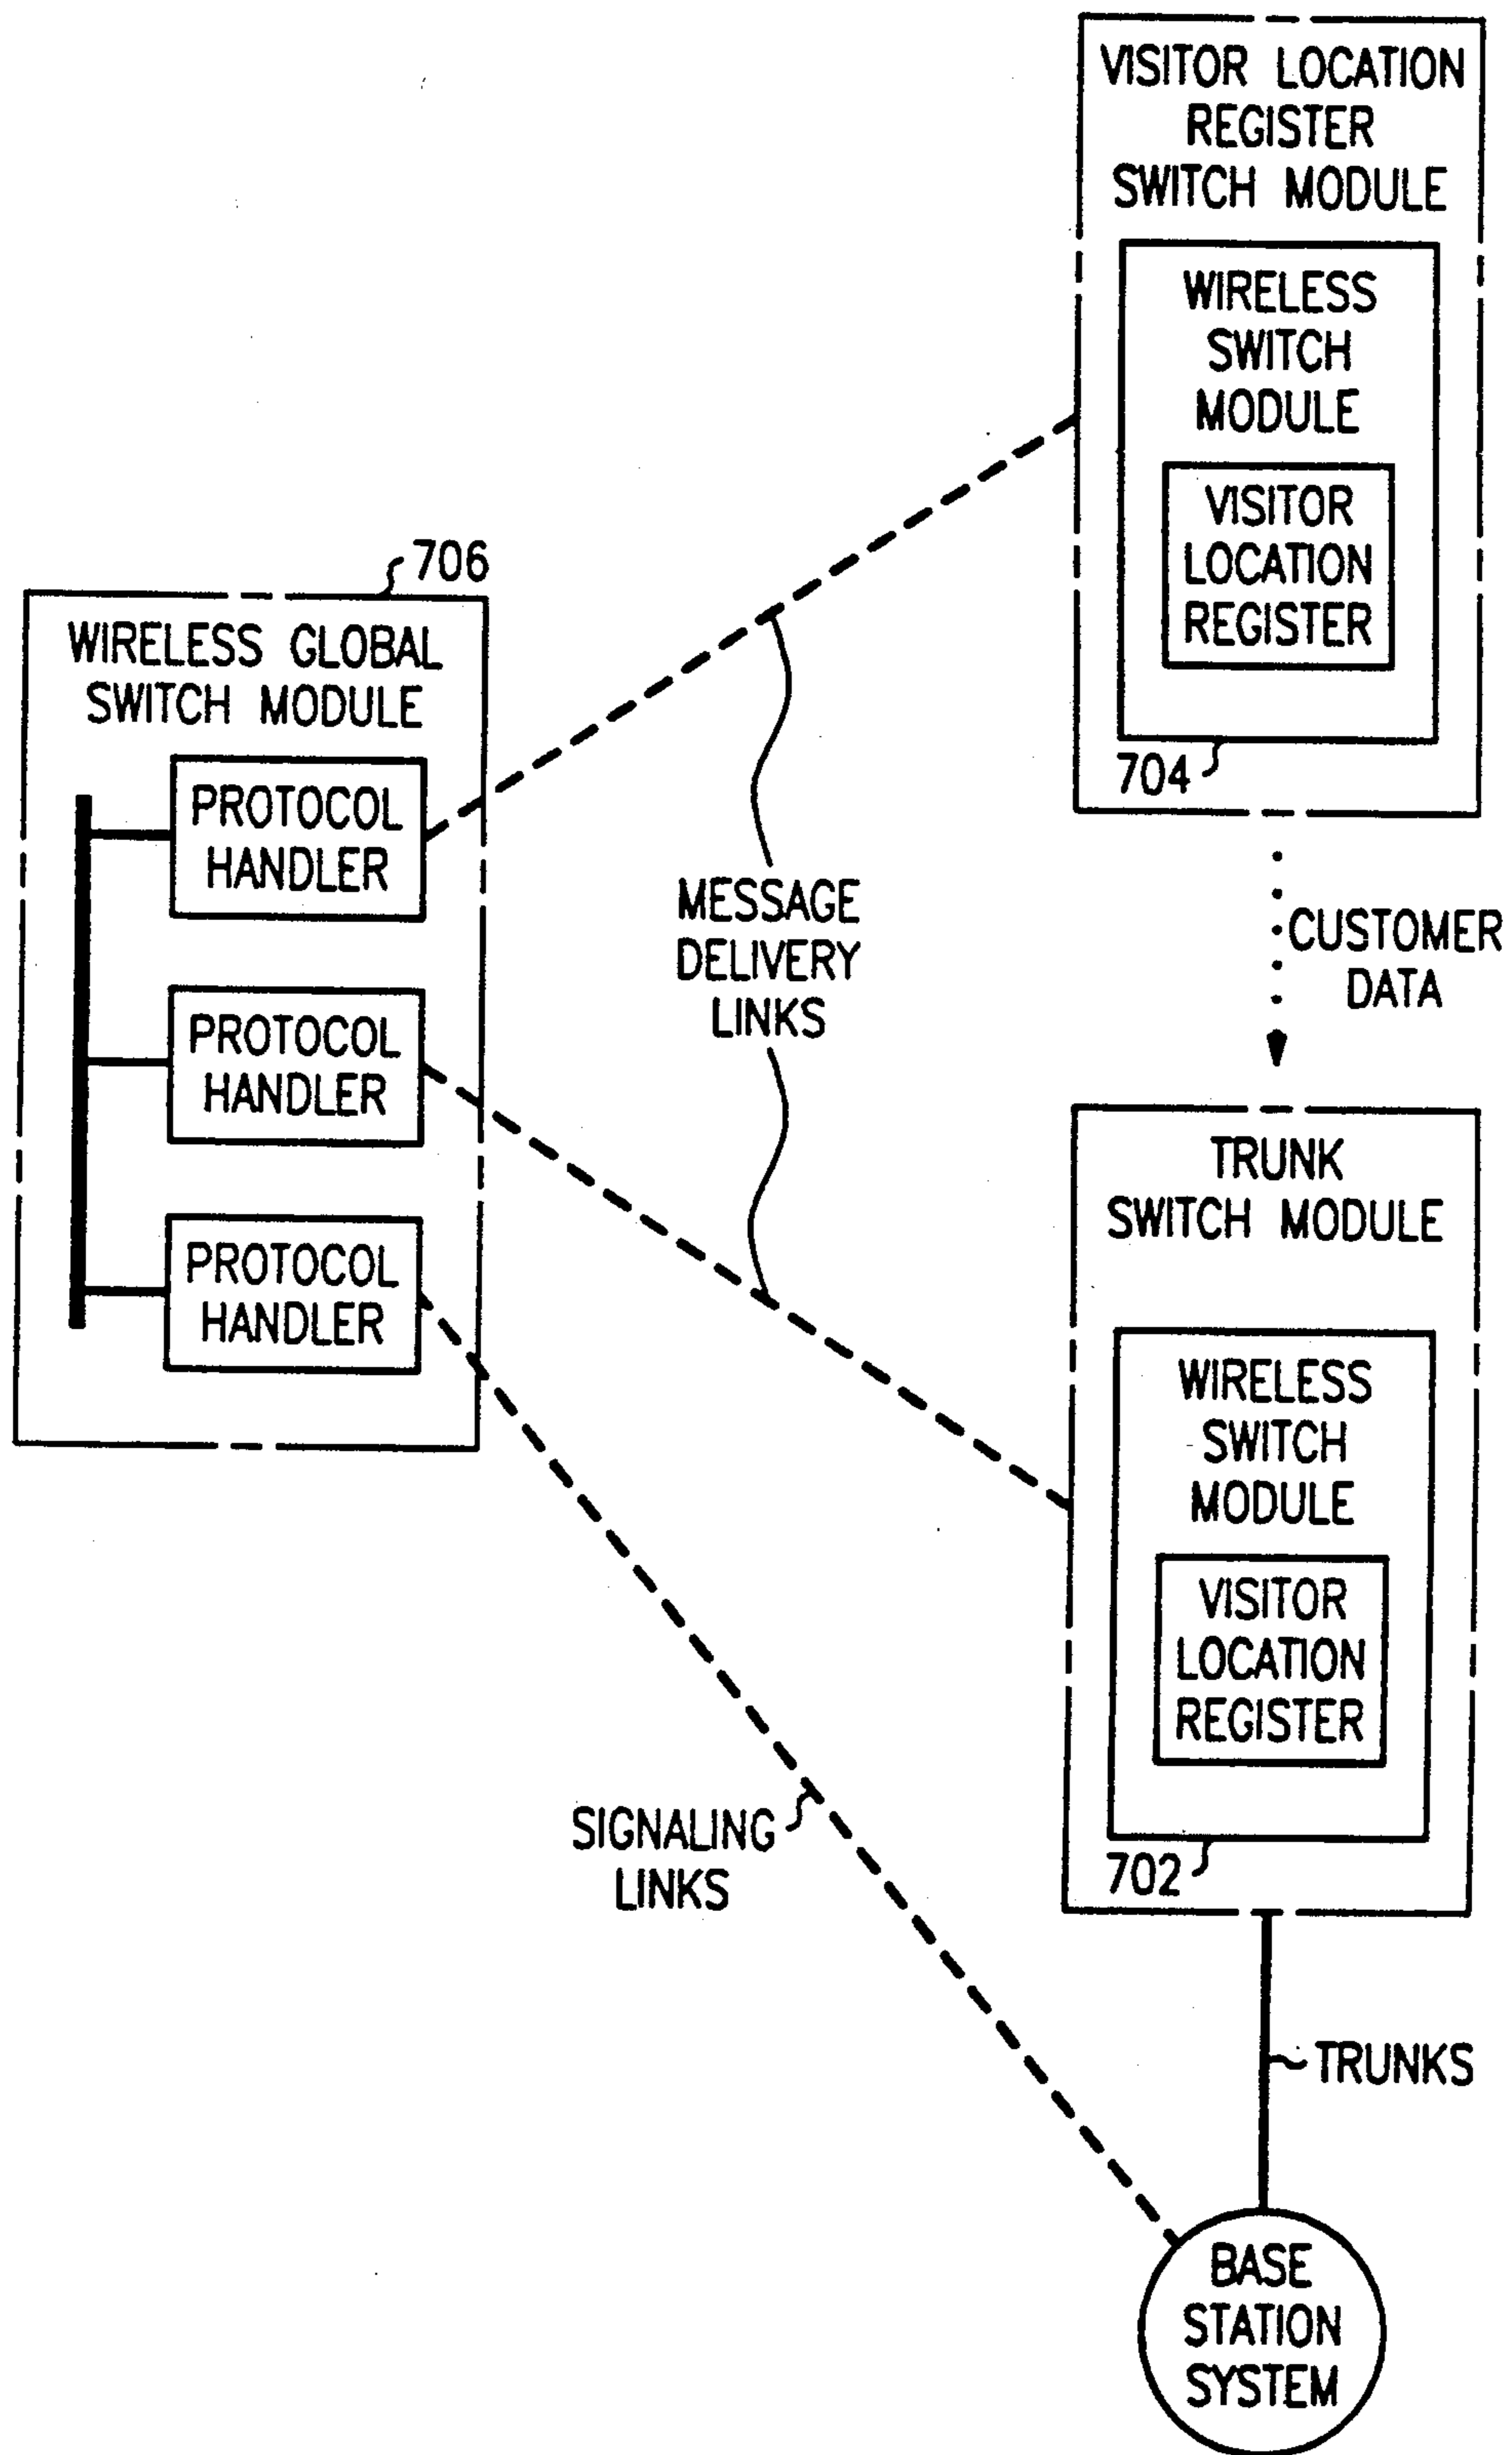 VISITOR LOCATION
REGISTER
SWITCH MODULE
WIRELESS
SWITCH
MODULE
VISITOR
LOCATION
REGISTER
704
706
WIRELESS GLOBAL
SWITCH MODULE
PROTOCOL
HANDLER
PROTOCOL
HANDLER
PROTOCOL
HANDLER
MESSAGE
DELIVERY
LINKS
CUSTOMER
DATA
TRUNK
SWITCH MODULE
WIRELESS
SWITCH
MODULE
VISITOR
LOCATION
REGISTER
702
SIGNALING
LINKS
TRUNKS
BASE
STATION
SYSTEM